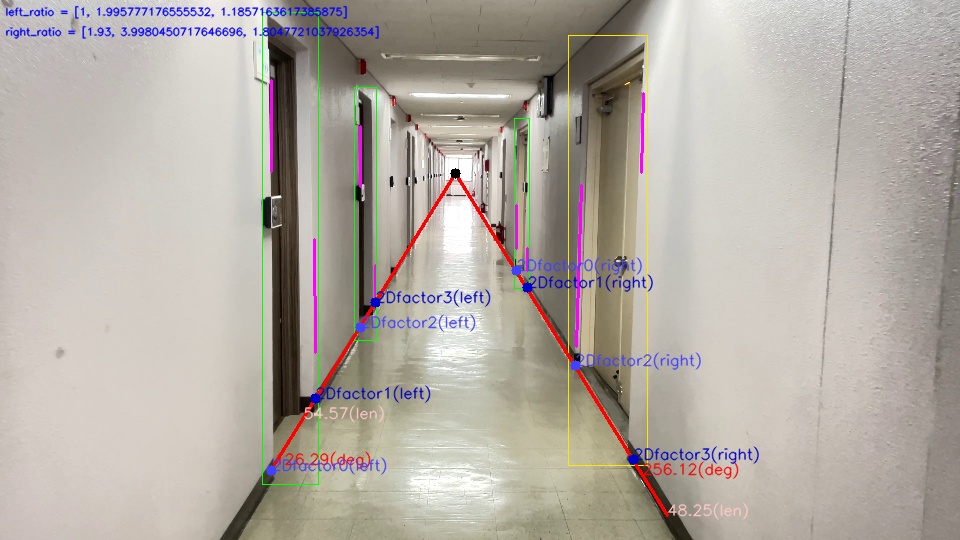 left_ratio = [1, 1.995777176555532, 1.1857163617385875]
right_ratio = [1.93, 3.9980450717646696, 1.8047721037926354]
2Dfactor0(right)
2Dfactor1(right)
2Dfactor3(left)
2Dfactor2(left)
2Dfactor2(right)
2Dfactor1(left)
54.57(len)
2Dfactor3(right)
26.29(deg)
2Dfactor0(left)
256.12(deg)
48.25(len)